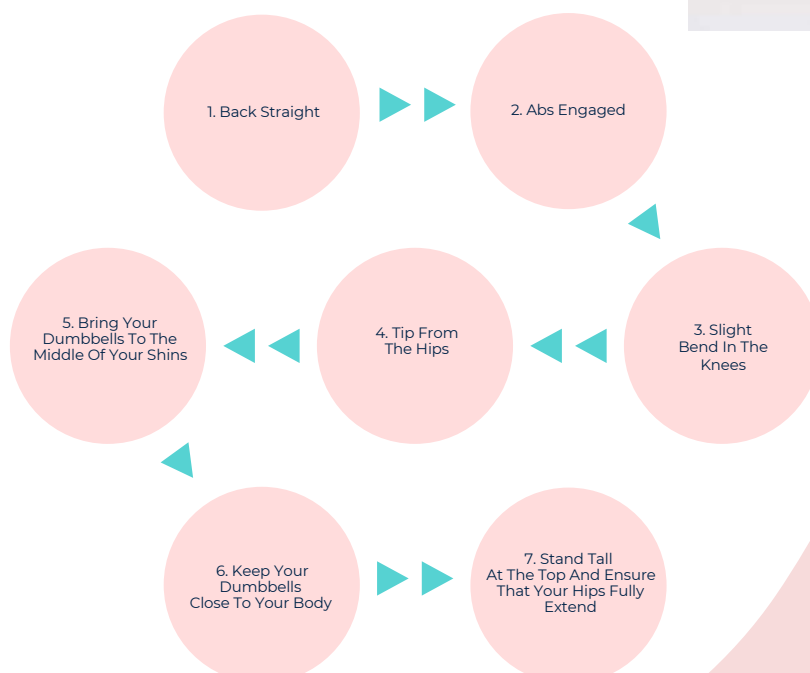 1. Back Straight
2. Abs Engaged
3. Slight
Bend In The
Knees
4. Tip From
The Hips
5. Bring Your
Dumbbells To The
Middle Of Your Shins
6. Keep Your
Dumbbells
Close To Your Body
7. Stand Tall
At The Top And Ensure
That Your Hips Fully
Extend